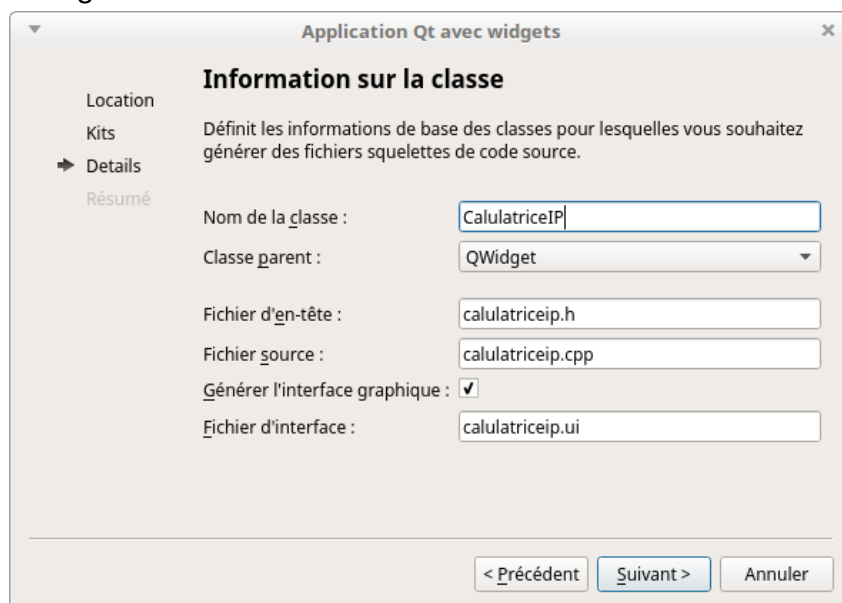 Application Qt avec widgets
Information sur la classe
Location
Kits
Details
Résumé
Définit les informations de base des classes pour lesquelles vous souhaitez
générer des fichiers squelettes de code source.
Nom de la classe : CalulatriceIP
Classe parent : QWidget
Fichier d'en-tête : calulatriceip.h
Fichier source : calulatriceip.cpp
Générer l'interface graphique :
Fichier d'interface : calulatriceip.ui
< Précédent Suivant > Annuler